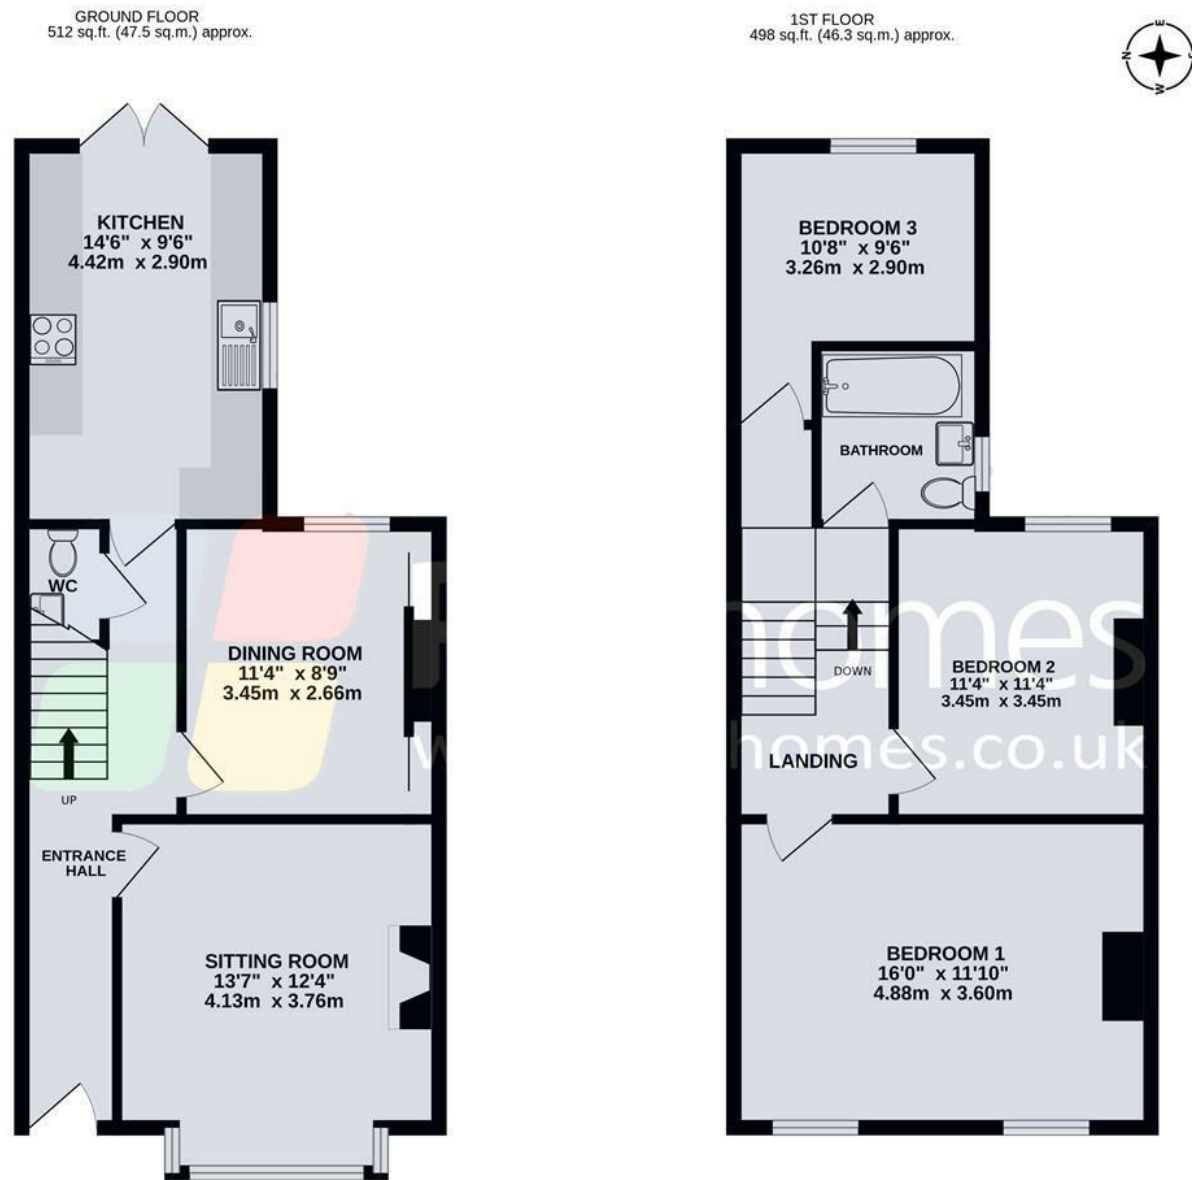 GROUND FLOOR
512 sq.ft. (47.5 sq.m.) approx.
1ST FLOOR
498 sq.ft. (46.3 sq.m.) approx.
N
E
W
KITCHEN
14'6" x 9'6"
4.42m x 2.90m
BEDROOM 3
10'8" x 9'6"
3.26m x 2.90m
BATHROOM
WC
DINING ROOM
11'4" x 8'9"
3.45m x 2.66m
UP
ENTRANCE
HALL
SITTING ROOM
13'7" x 12'4"
4.13m x 3.76m
DOWN
BEDROOM 2
11'4" x 11'4"
3.45m x 3.45m
LANDING
BEDROOM 1
16'0" x 11'10"
4.88m x 3.60m
homes
homes.co.uk